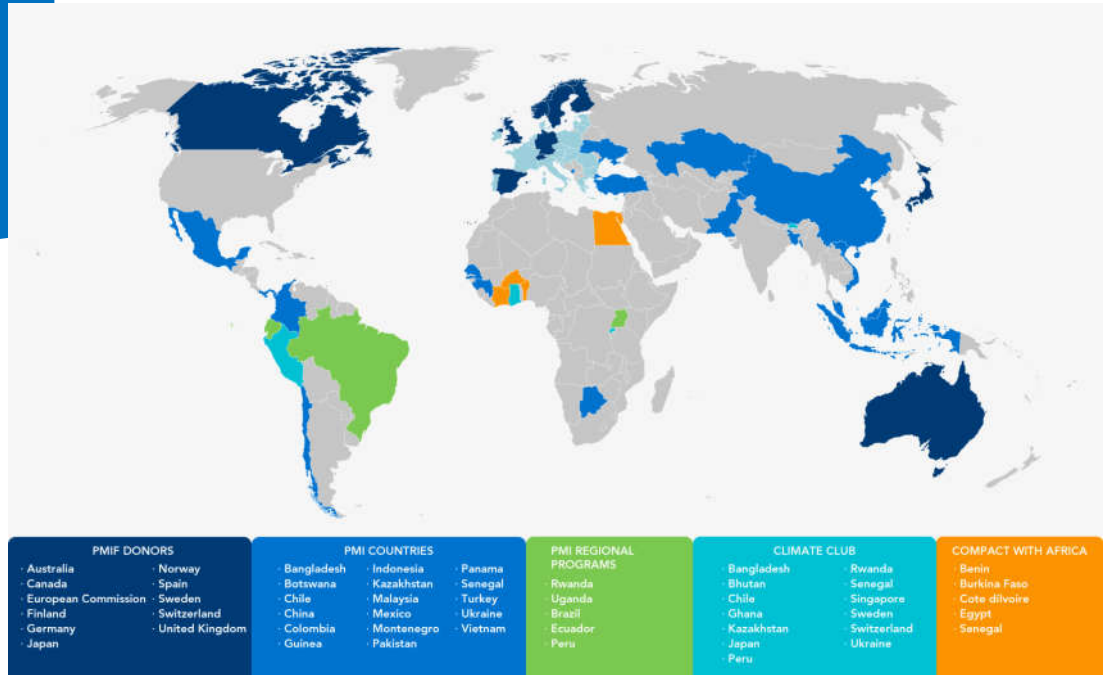 PMIF DONORS
· Australia
· Canada
· European Commission
· Finland
· Germany
· Japan
· Norway
· Spain
· Sweden
· Switzerland
· United Kingdom
PMI COUNTRIES
· Bangladesh
· Botswana
· Chile
· China
· Colombia
· Guinea
· Indonesia
· Kazakhstan
· Malaysia
· Mexico
· Montenegro
· Pakistan
· Panama
· Senegal
· Turkey
· Ukraine
· Vietnam
PMI REGIONAL
PROGRAMS
· Rwanda
· Uganda
· Brazil
· Ecuador
· Peru
CLIMATE CLUB
· Bangladesh
· Bhutan
· Chile
· Ghana
· Kazakhstan
· Japan
· Peru
· Rwanda
· Senegal
· Singapore
· Sweden
· Switzerland
· Ukraine
COMPACT WITH AFRICA
· Benin
· Burkina Faso
· Cote dilvoire
· Egypt
· Senegal